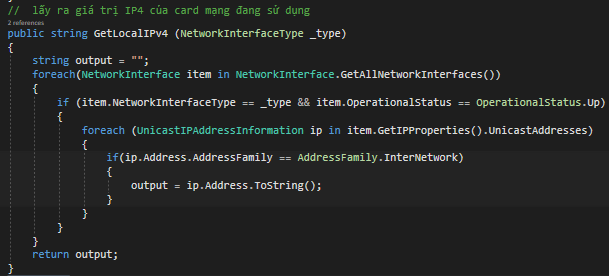 // lấy ra giá trị IP4 của card mạng đang sử dụng
2 references
public string GetLocalIPv4 (NetworkInterfaceType _type)
{
    string output = "";
    foreach(NetworkInterface item in NetworkInterface.GetAllNetworkInterfaces())
    {
        if (item.NetworkInterfaceType == _type && item.OperationalStatus == OperationalStatus.Up)
        {
            foreach (UnicastIPAddressInformation ip in item.GetIPProperties().UnicastAddresses)
            {
                if(ip.Address.AddressFamily == AddressFamily.InterNetwork)
                {
                    output = ip.Address.ToString();
                }
            }
        }
    }
    return output;
}